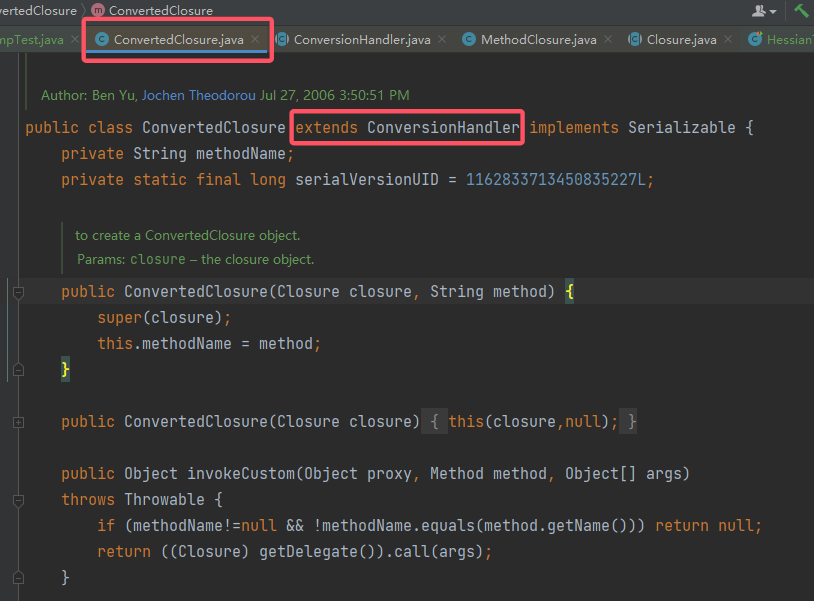 vertedClosure ConvertedClosure
mpTest.java ConvertedClosure.java ConversionHandler.java MethodClosure.java Closure.java Hessian
Author: Ben Yu, Jochen Theodorou Jul 27, 2006 3:50:51 PM
public class ConvertedClosure extends ConversionHandler implements Serializable {
private String methodName;
private static final long serialVersionUID = 1162833713450835227L;
to create a ConvertedClosure object.
Params: closure – the closure object.
public ConvertedClosure(Closure closure, String method) {
super(closure);
this.methodName = method;
}
public ConvertedClosure(Closure closure) { this(closure,null); }
public Object invokeCustom(Object proxy, Method method, Object[] args)
throws Throwable {
if (methodName!=null && !methodName.equals(method.getName())) return null;
return ((Closure) getDelegate()).call(args);
}